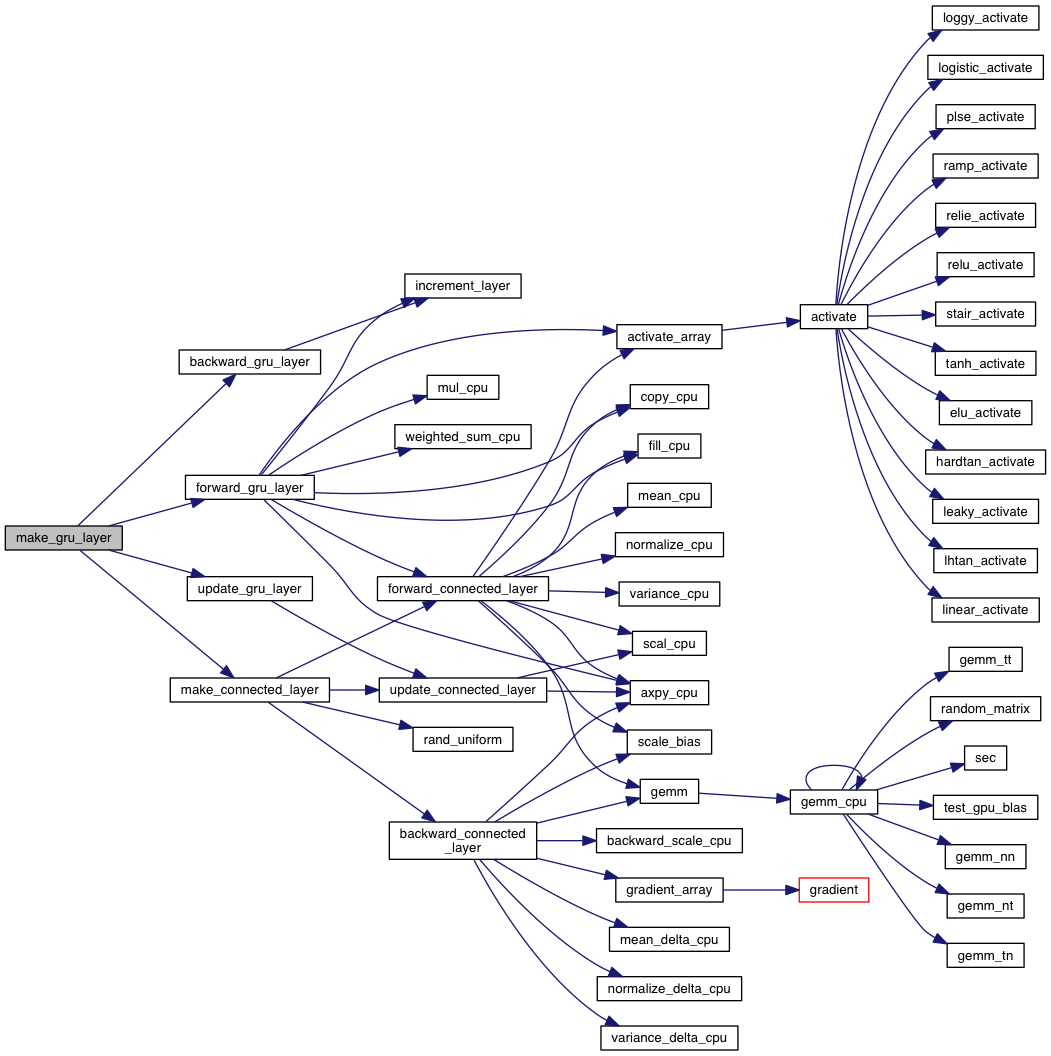 loggy_activate
logistic_activate
plse_activate
ramp_activate
relie_activate
relu_activate
increment_layer
stair_activate
activate
activate_array
backward_gru_layer
tanh_activate
mul_cpu
copy_cpu
elu_activate
weighted_sum_cpu
fill_cpu
hardtan_activate
forward_gru_layer
mean_cpu
leaky_activate
make_gru_layer
normalize_cpu
lhtan_activate
update_gru_layer
forward_connected_layer
variance_cpu
linear_activate
scal_cpu
gemm_tt
make_connected_layer
update_connected_layer
axpy_cpu
random_matrix
rand_uniform
scale_bias
sec
gemm
gemm_cpu
test_gpu_blas
backward_connected
_layer
backward_scale_cpu
gemm_nn
gradient_array
gradient
gemm_nt
mean_delta_cpu
gemm_tn
normalize_delta_cpu
variance_delta_cpu